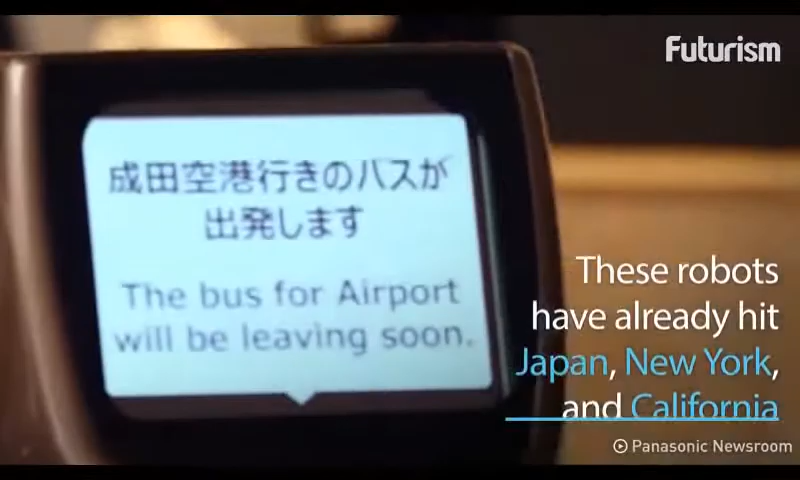 Futurism
成田空港行きのバスが
出発します
The bus for Airport
will be leaving soon.
These robots
have already hit
Japan, New York,
and California
Panasonic Newsroom